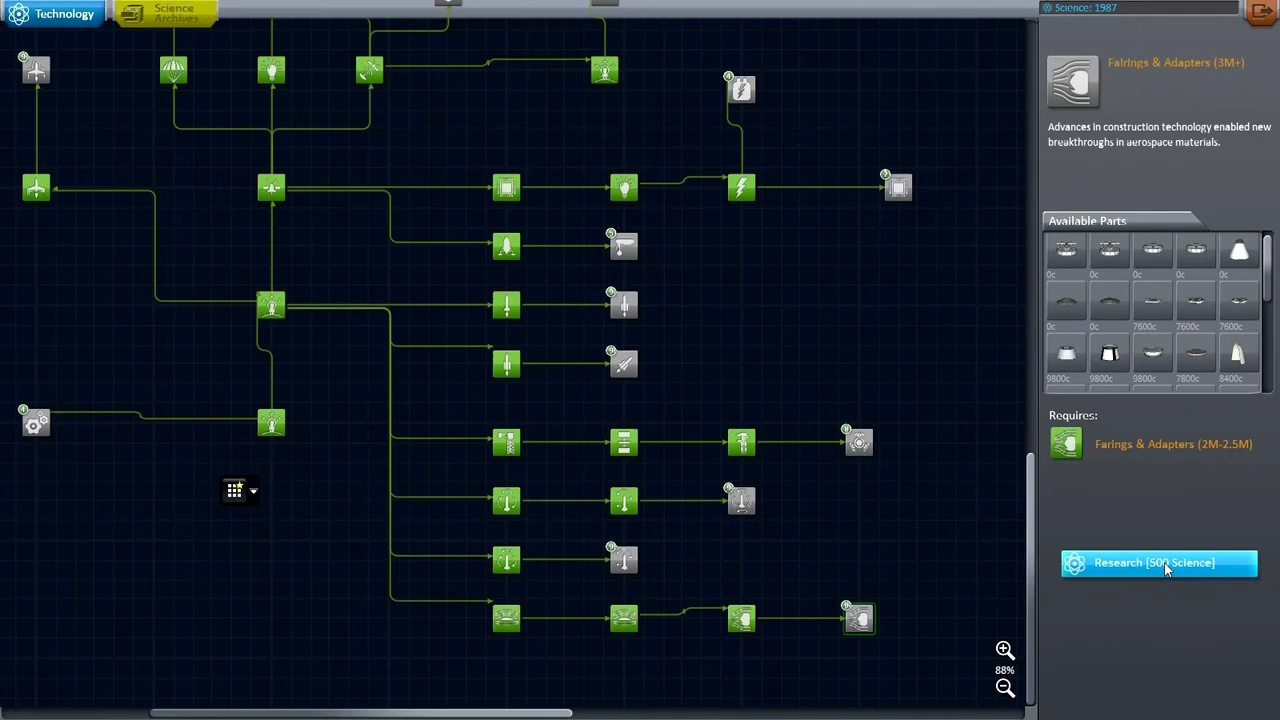 Technology
Science
Archives
Science: 1987
Fairings & Adapters (3M+)
Advances in construction technology enabled new
breakthroughs in aerospace materials.
Available Parts
0c 0c 0c 0c 0c
0c 0c 7600c 7600c 7600c
9800c 9800c 9800c 7800c 8400c
Requires:
Farings & Adapters (2M-2.5M)
Research [500 Science]
88%